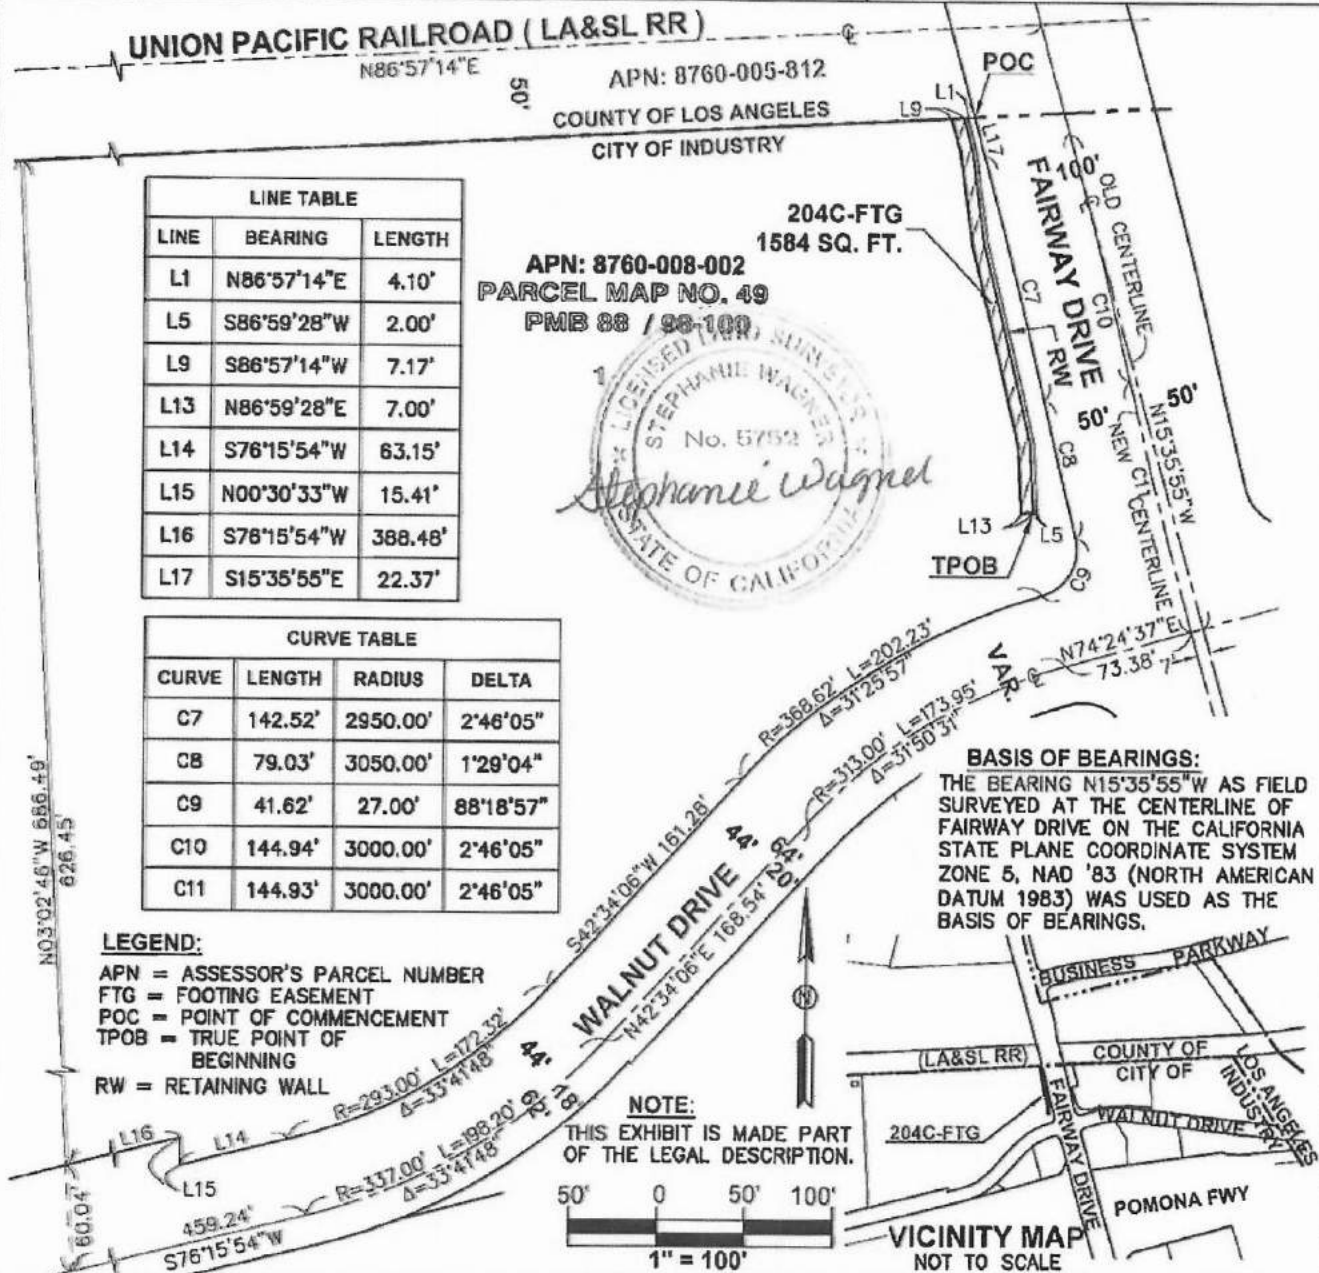 UNION PACIFIC RAILROAD ( LA&SL RR )
N86°57'14"E
50'
APN: 8760-005-812
COUNTY OF LOS ANGELES
CITY OF INDUSTRY
POC
L1
L9
L17
LINE TABLE
LINE BEARING LENGTH
L1 N86°57'14"E 4.10'
L5 S86°59'28"W 2.00'
L9 S86°57'14"W 7.17'
L13 N86°59'28"E 7.00'
L14 S76°15'54"W 63.15'
L15 N00°30'33"W 15.41'
L16 S76°15'54"W 388.48'
L17 S15°35'55"E 22.37'
204C-FTG
1584 SQ. FT.
APN: 8760-008-002
PARCEL MAP NO. 49
PMB 88 / 98-100
1
LICENSED LAND SURVEYOR
STEPHANIE WAGNER
No. 5752
Stephanie Wagner
STATE OF CALIFORNIA
FAIRWAY DRIVE
100'
OLD CENTERLINE
C7
C10
RW
50'
50'
NEW CENTERLINE
C11
N15°35'55"W
C8
L13
L5
TPOB
C9
CURVE TABLE
CURVE LENGTH RADIUS DELTA
C7 142.52' 2950.00' 2°46'05"
C8 79.03' 3050.00' 1°29'04"
C9 41.62' 27.00' 88°18'57"
C10 144.94' 3000.00' 2°46'05"
C11 144.93' 3000.00' 2°46'05"
N74°24'37"E
73.38'
7'
VAR.
R=368.62' L=202.23'
Δ=31°25'57"
R=313.00' L=173.95'
Δ=31°50'31"
BASIS OF BEARINGS:
THE BEARING N15°35'55"W AS FIELD
SURVEYED AT THE CENTERLINE OF
FAIRWAY DRIVE ON THE CALIFORNIA
STATE PLANE COORDINATE SYSTEM
ZONE 5, NAD '83 (NORTH AMERICAN
DATUM 1983) WAS USED AS THE
BASIS OF BEARINGS.
N03°02'46"W 686.49'
626.45'
S42°34'06"W 161.28'
44'
64'
20'
WALNUT DRIVE
N42°34'06"E 168.54'
LEGEND:
APN = ASSESSOR'S PARCEL NUMBER
FTG = FOOTING EASEMENT
POC = POINT OF COMMENCEMENT
TPOB = TRUE POINT OF
BEGINNING
RW = RETAINING WALL
R=293.00' L=172.32'
Δ=33°41'48"
44'
62'
18'
R=337.00' L=198.20'
Δ=33°41'48"
L16
L14
L15
60.04'
459.24'
S76°15'54"W
N
NOTE:
THIS EXHIBIT IS MADE PART
OF THE LEGAL DESCRIPTION.
50' 0 50' 100'
1" = 100'
BUSINESS PARKWAY
(LA&SL RR)
COUNTY OF
CITY OF
LOS ANGELES
INDUSTRY
204C-FTG
FAIRWAY DRIVE
WALNUT DRIVE
POMONA FWY
VICINITY MAP
NOT TO SCALE